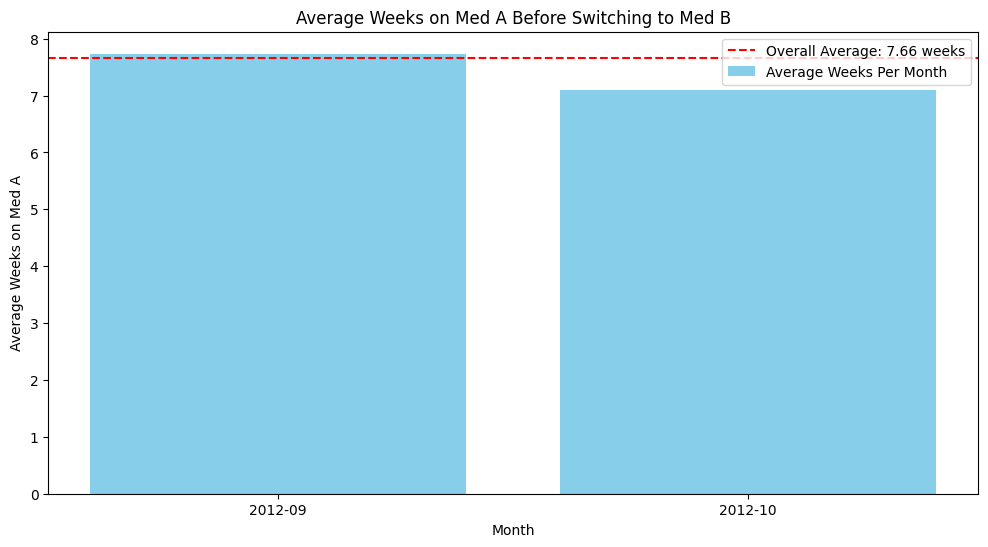 Average Weeks on Med A Before Switching to Med B
Overall Average: 7.66 weeks
Average Weeks Per Month
Average Weeks on Med A
8
7
6
5
4
3
2
1
0
2012-09
2012-10
Month